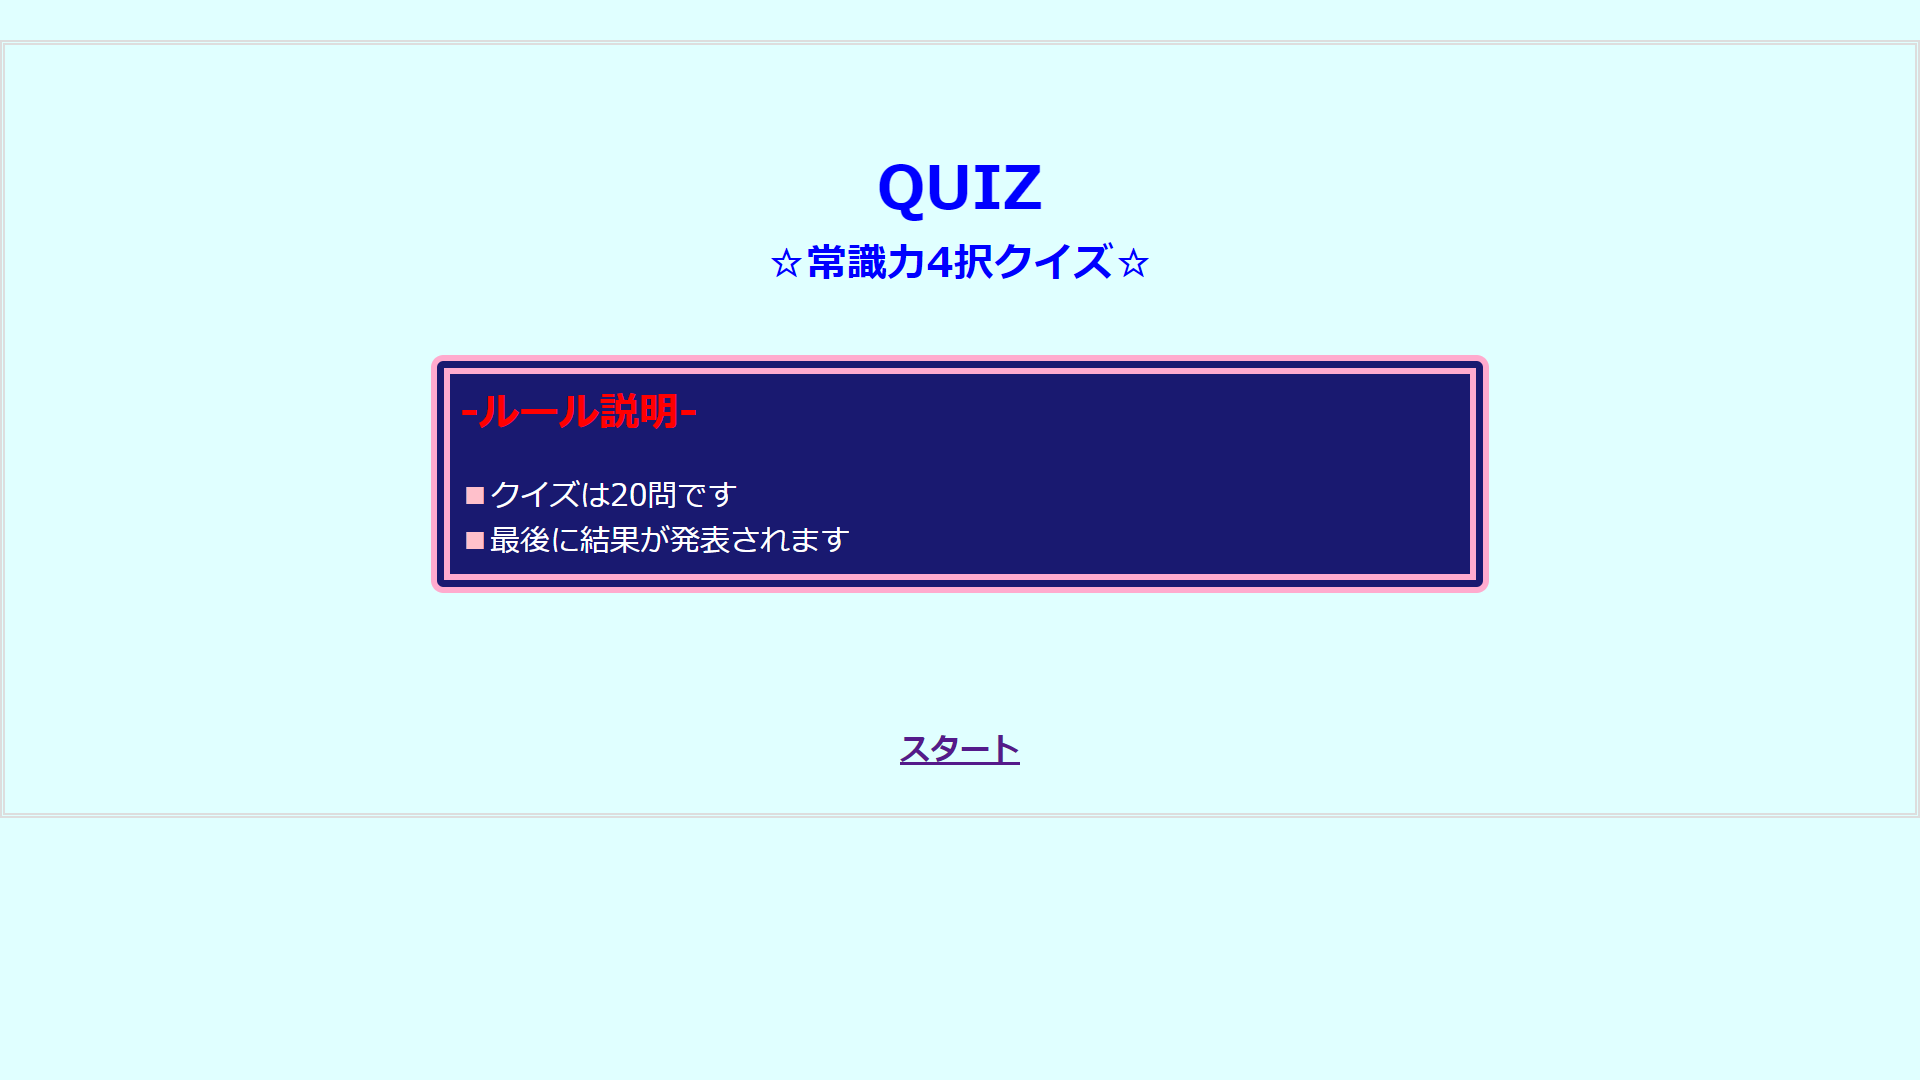 QUIZ
☆常識力4択クイズ☆
-ルール説明-
■クイズは20問です
■最後に結果が発表されます
スタート